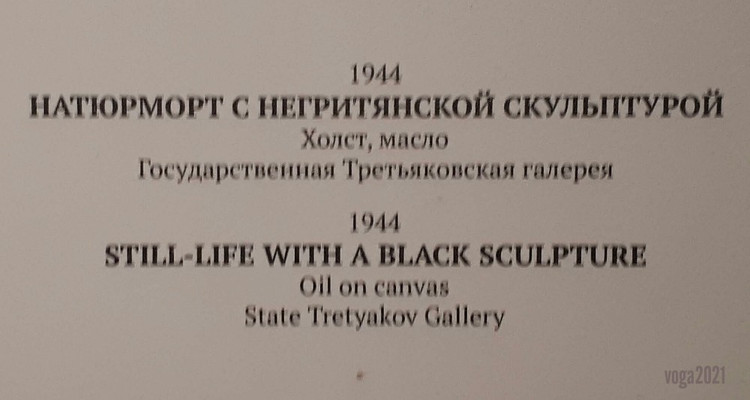 1944
НАТЮРМОРТ С НЕГРИТЯНСКОЙ СКУЛЬПТУРОЙ
Холст, масло
Государственная Третьяковская галерея
1944
STILL-LIFE WITH A BLACK SCULPTURE
Oil on canvas
State Tretyakov Gallery
voga2021